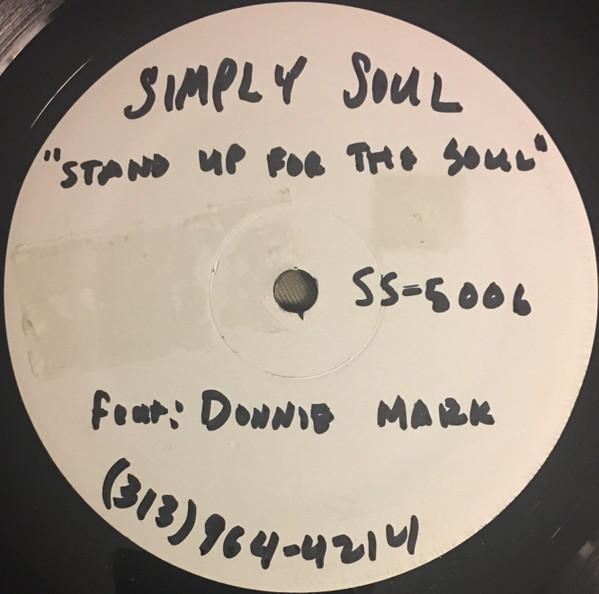 SIMPLY SOUL
"STAND UP FOR THE SOUL"
SS-5006
Feat: DONNIE MARK
(313)964-4214